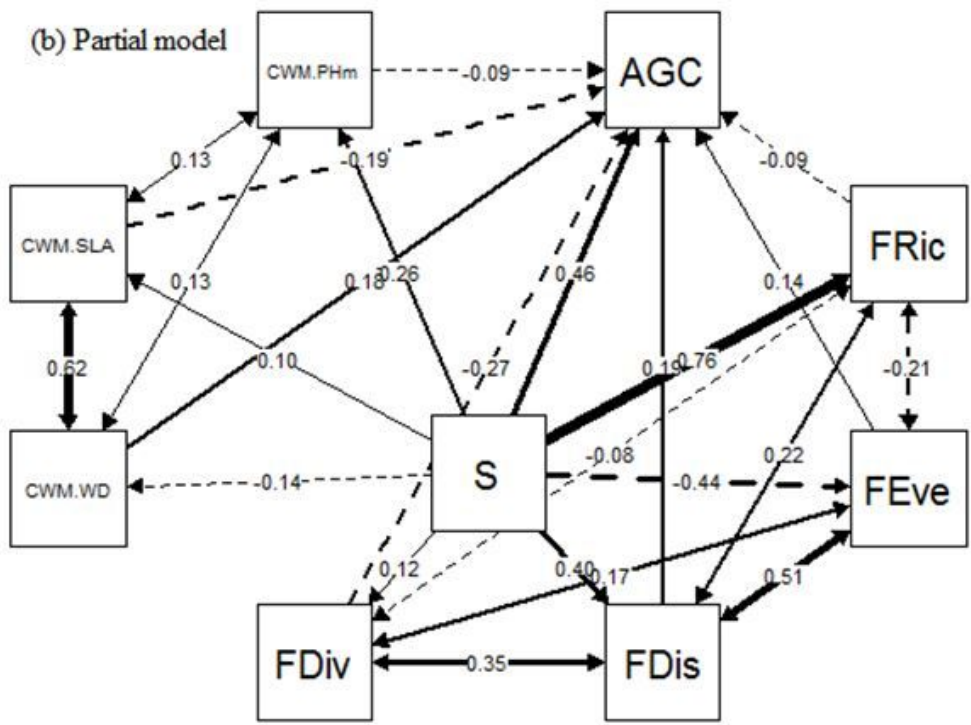 (b) Partial model
CWM.PHm
AGC
-0.09
0.13
-0.19
-0.09
CWM.SLA
FRic
0.13
0.18
0.26
0.46
0.14
0.62
0.10
-0.27
0.19
0.76
-0.21
CWM.WD
-0.14
S
-0.08
-0.44
0.22
FEve
0.12
0.40
0.17
0.51
FDiv
0.35
FDis